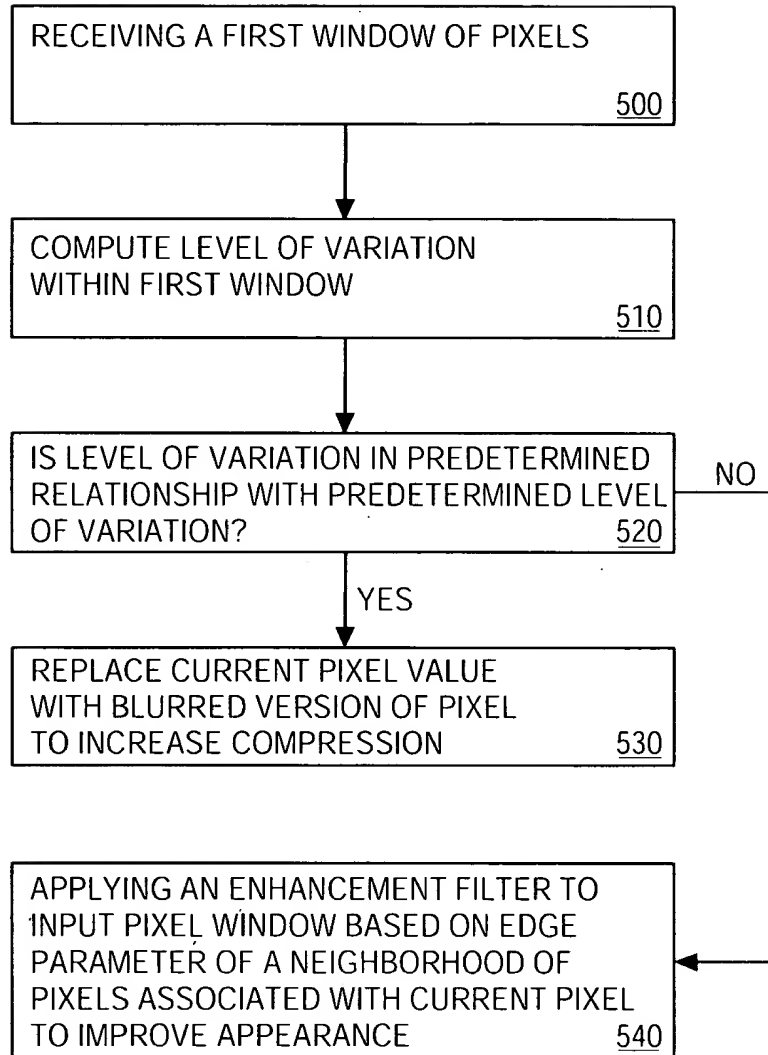 RECEIVING A FIRST WINDOW OF PIXELS
500
COMPUTE LEVEL OF VARIATION
WITHIN FIRST WINDOW
510
IS LEVEL OF VARIATION IN PREDETERMINED
RELATIONSHIP WITH PREDETERMINED LEVEL
OF VARIATION? 520
NO
YES
REPLACE CURRENT PIXEL VALUE
WITH BLURRED VERSION OF PIXEL
TO INCREASE COMPRESSION 530
APPLYING AN ENHANCEMENT FILTER TO
INPUT PIXEL WINDOW BASED ON EDGE
PARAMETER OF A NEIGHBORHOOD OF
PIXELS ASSOCIATED WITH CURRENT PIXEL
TO IMPROVE APPEARANCE 540